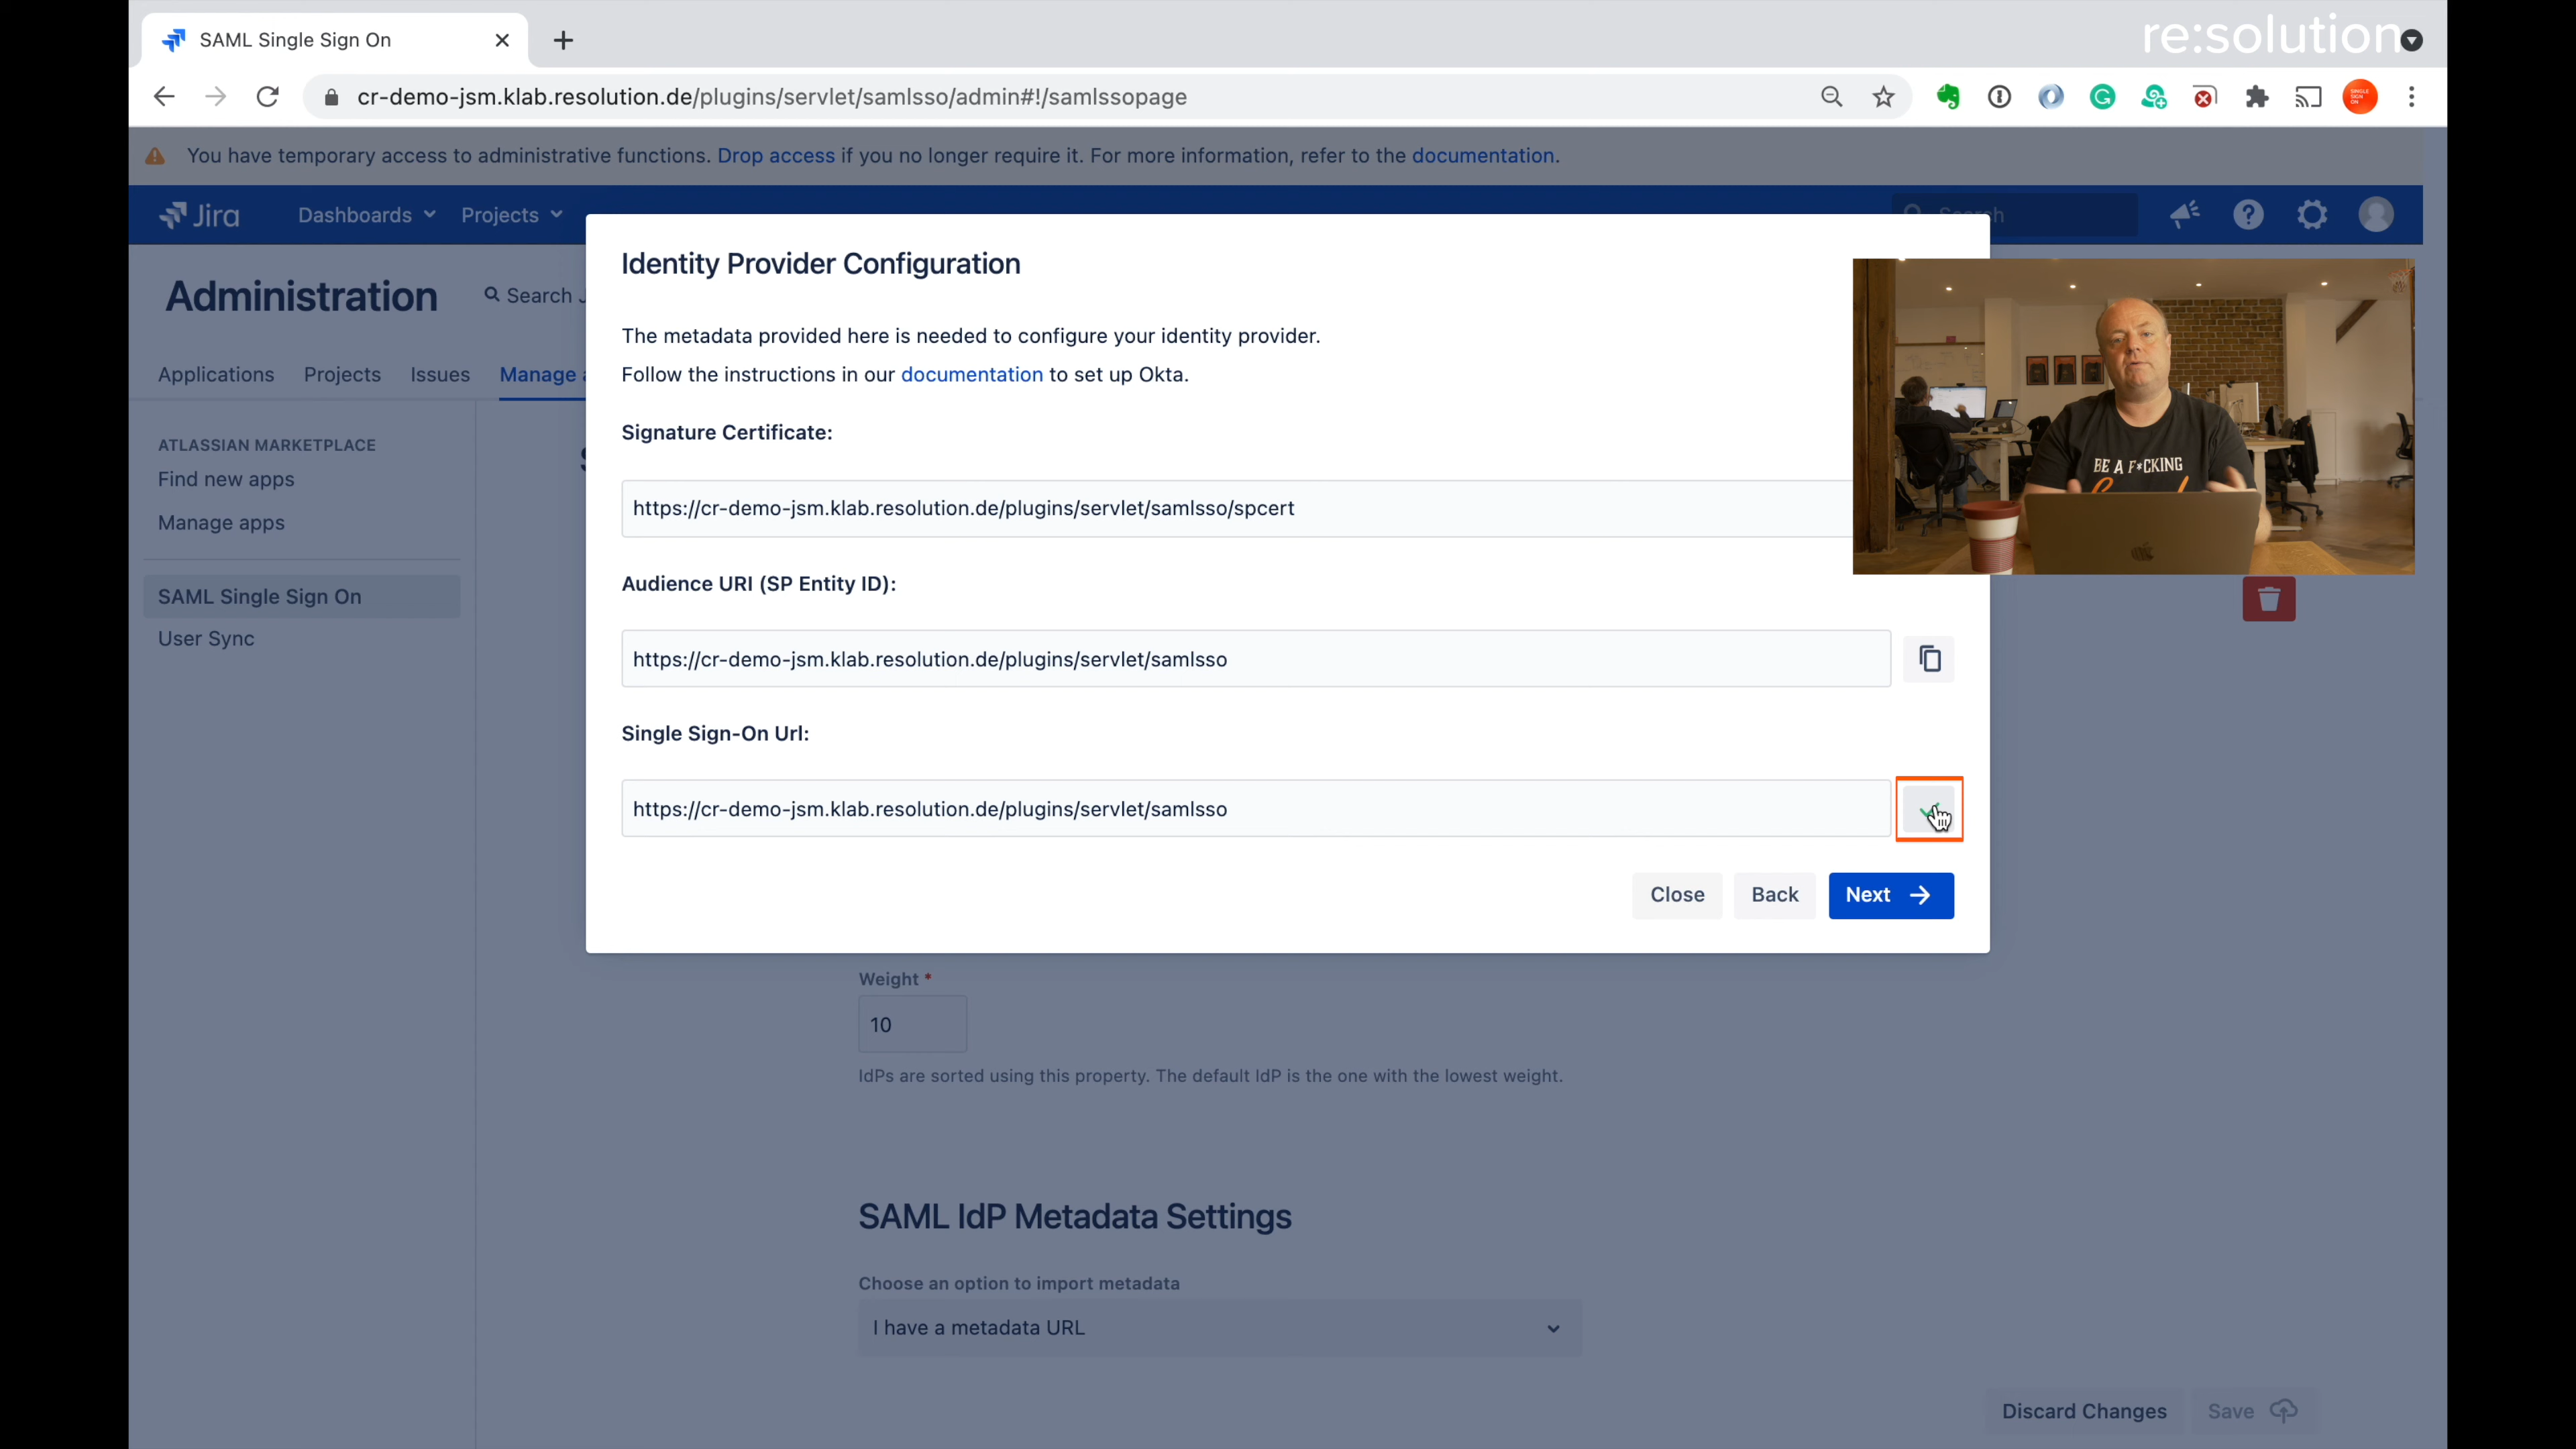 SAML Single Sign On
re:solution
cr-demo-jsm.klab.resolution.de/plugins/servlet/samlsso/admin#!/samlssopage
You have temporary access to administrative functions. Drop access if you no longer require it. For more information, refer to the documentation.
Jira Dashboards Projects Search
Identity Provider Configuration
Administration
Search
The metadata provided here is needed to configure your identity provider.
Applications Projects Issues Manage
Follow the instructions in our documentation to set up Okta.
Signature Certificate:
ATLASSIAN MARKETPLACE
Find new apps
BE A F*CKING
https://cr-demo-jsm.klab.resolution.de/plugins/servlet/samlsso/spcert
Manage apps
Audience URI (SP Entity ID):
SAML Single Sign On
User Sync
https://cr-demo-jsm.klab.resolution.de/plugins/servlet/samlsso
Single Sign-On Url:
https://cr-demo-jsm.klab.resolution.de/plugins/servlet/samlsso
Close Back Next
Weight *
10
IdPs are sorted using this property. The default IdP is the one with the lowest weight.
SAML IdP Metadata Settings
Choose an option to import metadata
I have a metadata URL
Discard Changes Save